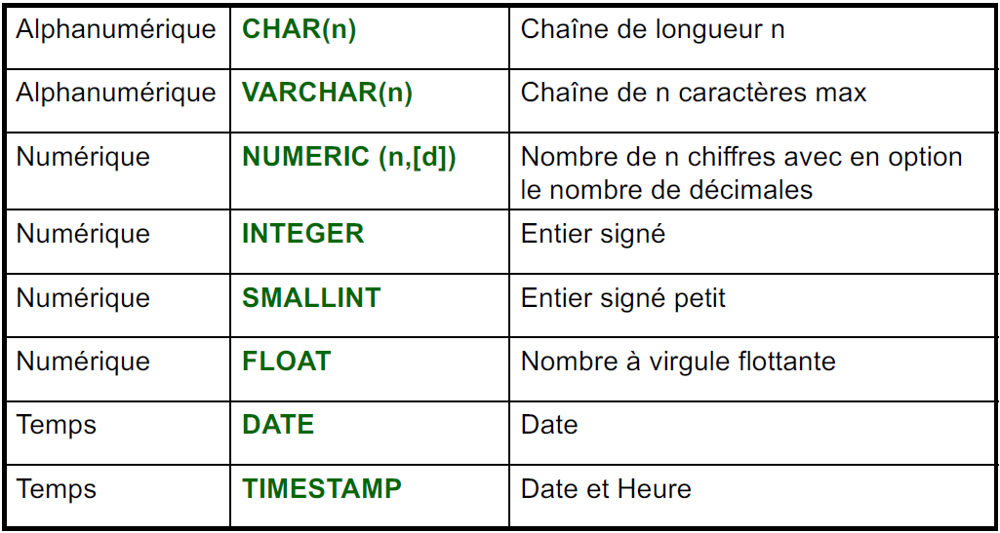 Alphanumérique CHAR(n) Chaîne de longueur n
Alphanumérique VARCHAR(n) Chaîne de n caractères max
Numérique NUMERIC (n,[d]) Nombre de n chiffres avec en option
le nombre de décimales
Numérique INTEGER Entier signé
Numérique SMALLINT Entier signé petit
Numérique FLOAT Nombre à virgule flottante
Temps DATE Date
Temps TIMESTAMP Date et Heure